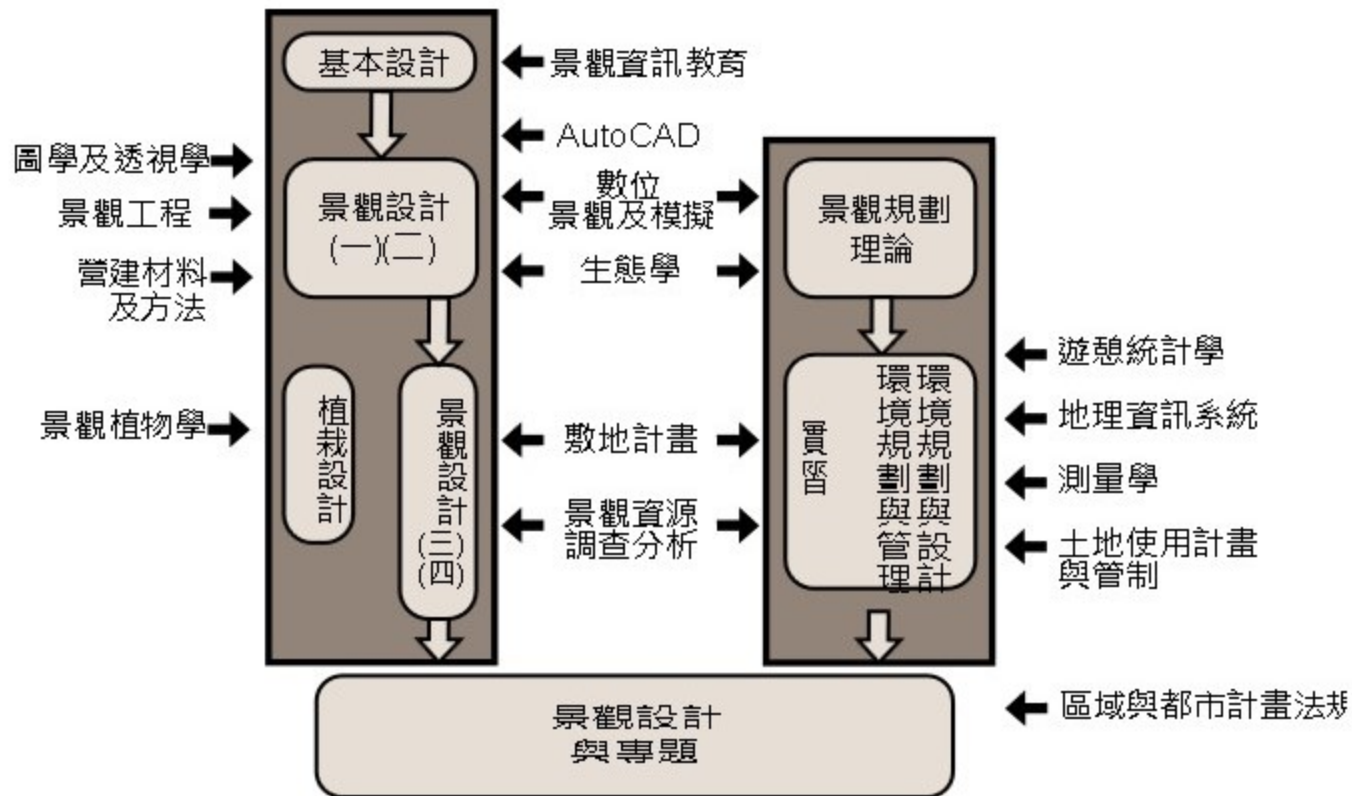 基本設計
景觀資訊教育
AutoCAD
圖學及透視學
景觀設計
(一)(二)
數位
景觀及模擬
景觀規劃
理論
景觀工程
生態學
營建材料
及方法
遊憩統計學
植栽設計
景觀設計(三)(四)
環境規劃與設計
環境規劃與管理
實習
地理資訊系統
景觀植物學
敷地計畫
測量學
景觀資源
調查分析
土地使用計畫
與管制
區域與都市計畫法規
景觀設計
與專題